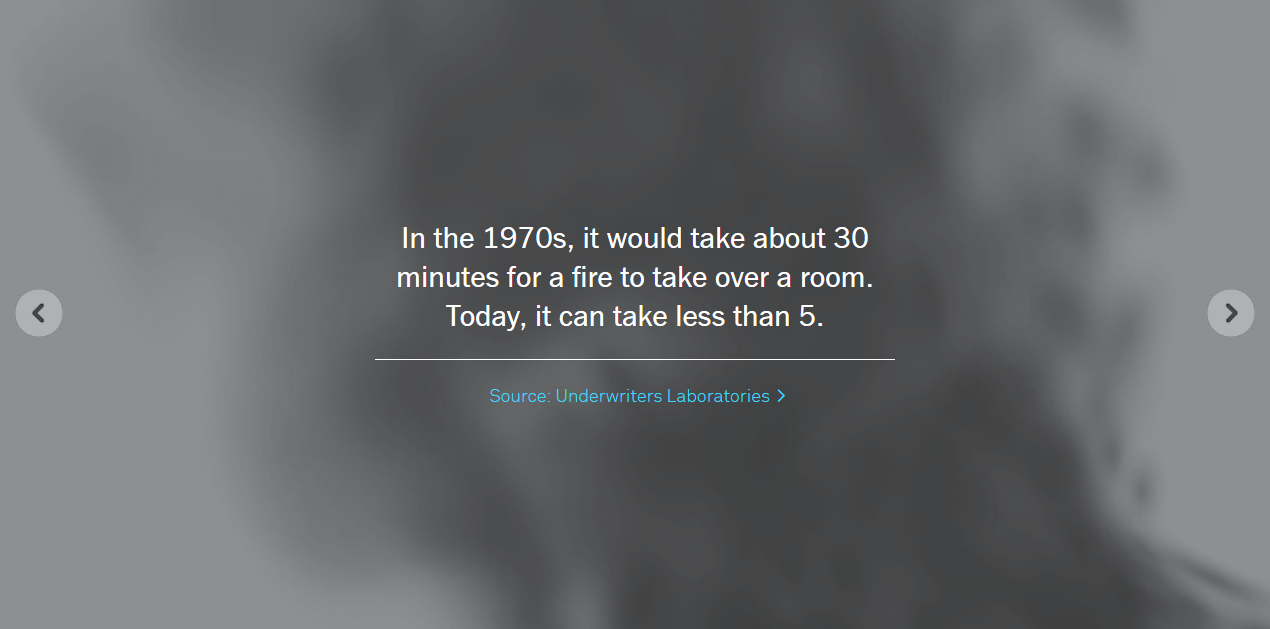 In the 1970s, it would take about 30
minutes for a fire to take over a room.
Today, it can take less than 5.
Source: Underwriters Laboratories